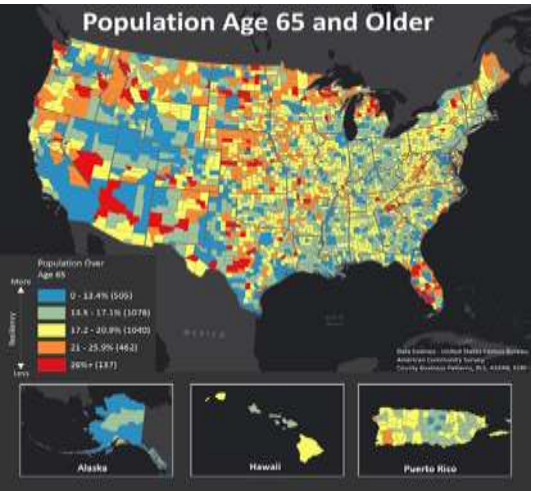 Population Age 65 and Older
Population Over
Age 65
More
Resiliency
Less
0 - 13.4% (505)
13.5 - 17.1% (1076)
17.2 - 20.9% (1040)
21 - 25.9% (462)
26%+ (137)
Mexico
Data Sources - United States Census Bureau
American Community Survey
County Business Patterns,
Alaska
Hawaii
Puerto Rico